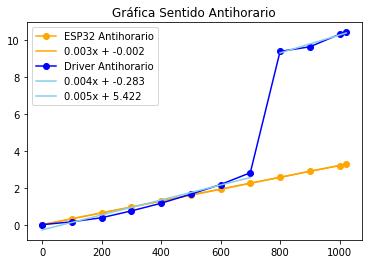 Gráfica Sentido Antihorario
ESP32 Antihorario
0.003x + -0.002
Driver Antihorario
0.004x + -0.283
0.005x + 5.422
10
8
6
4
2
0
0 200 400 600 800 1000